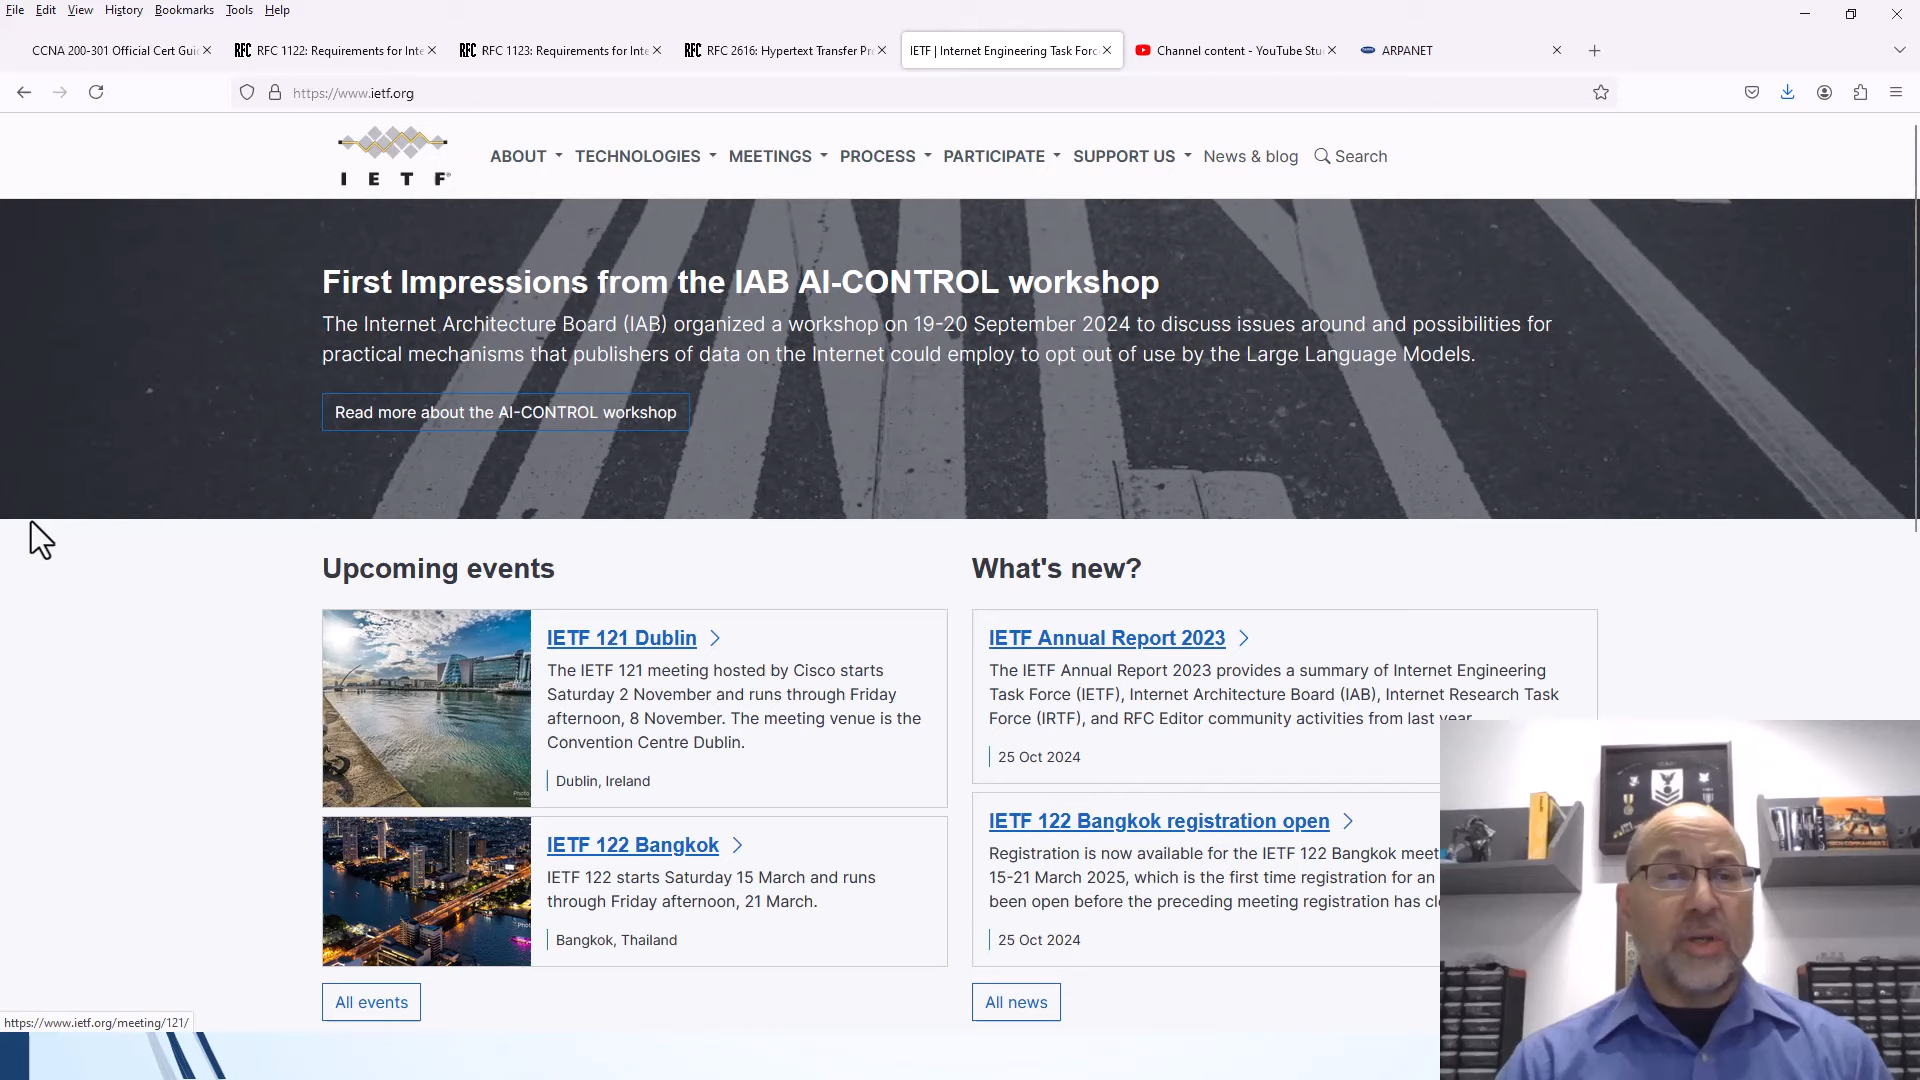 File Edit View History Bookmarks Tools Help
CCNA 200-301 Official Cert Gui
RFC 1122: Requirements for Inte
RFC 1123: Requirements for Inte
RFC 2616: Hypertext Transfer Pr
IETF | Internet Engineering Task Forc
Channel content - YouTube Stu
ARPANET
https://www.ietf.org
IETF
ABOUT TECHNOLOGIES MEETINGS PROCESS PARTICIPATE SUPPORT US News & blog Search
First Impressions from the IAB AI-CONTROL workshop
The Internet Architecture Board (IAB) organized a workshop on 19-20 September 2024 to discuss issues around and possibilities for
practical mechanisms that publishers of data on the Internet could employ to opt out of use by the Large Language Models.
Read more about the AI-CONTROL workshop
Upcoming events
IETF 121 Dublin
The IETF 121 meeting hosted by Cisco starts
Saturday 2 November and runs through Friday
afternoon, 8 November. The meeting venue is the
Convention Centre Dublin.
Dublin, Ireland
IETF 122 Bangkok
IETF 122 starts Saturday 15 March and runs
through Friday afternoon, 21 March.
Bangkok, Thailand
All events
What's new?
IETF Annual Report 2023
The IETF Annual Report 2023 provides a summary of Internet Engineering
Task Force (IETF), Internet Architecture Board (IAB), Internet Research Task
Force (IRTF), and RFC Editor community activities from last year
25 Oct 2024
IETF 122 Bangkok registration open
Registration is now available for the IETF 122 Bangkok meet
15-21 March 2025, which is the first time registration for an
been open before the preceding meeting registration has cl
25 Oct 2024
All news
https://www.ietf.org/meeting/121/